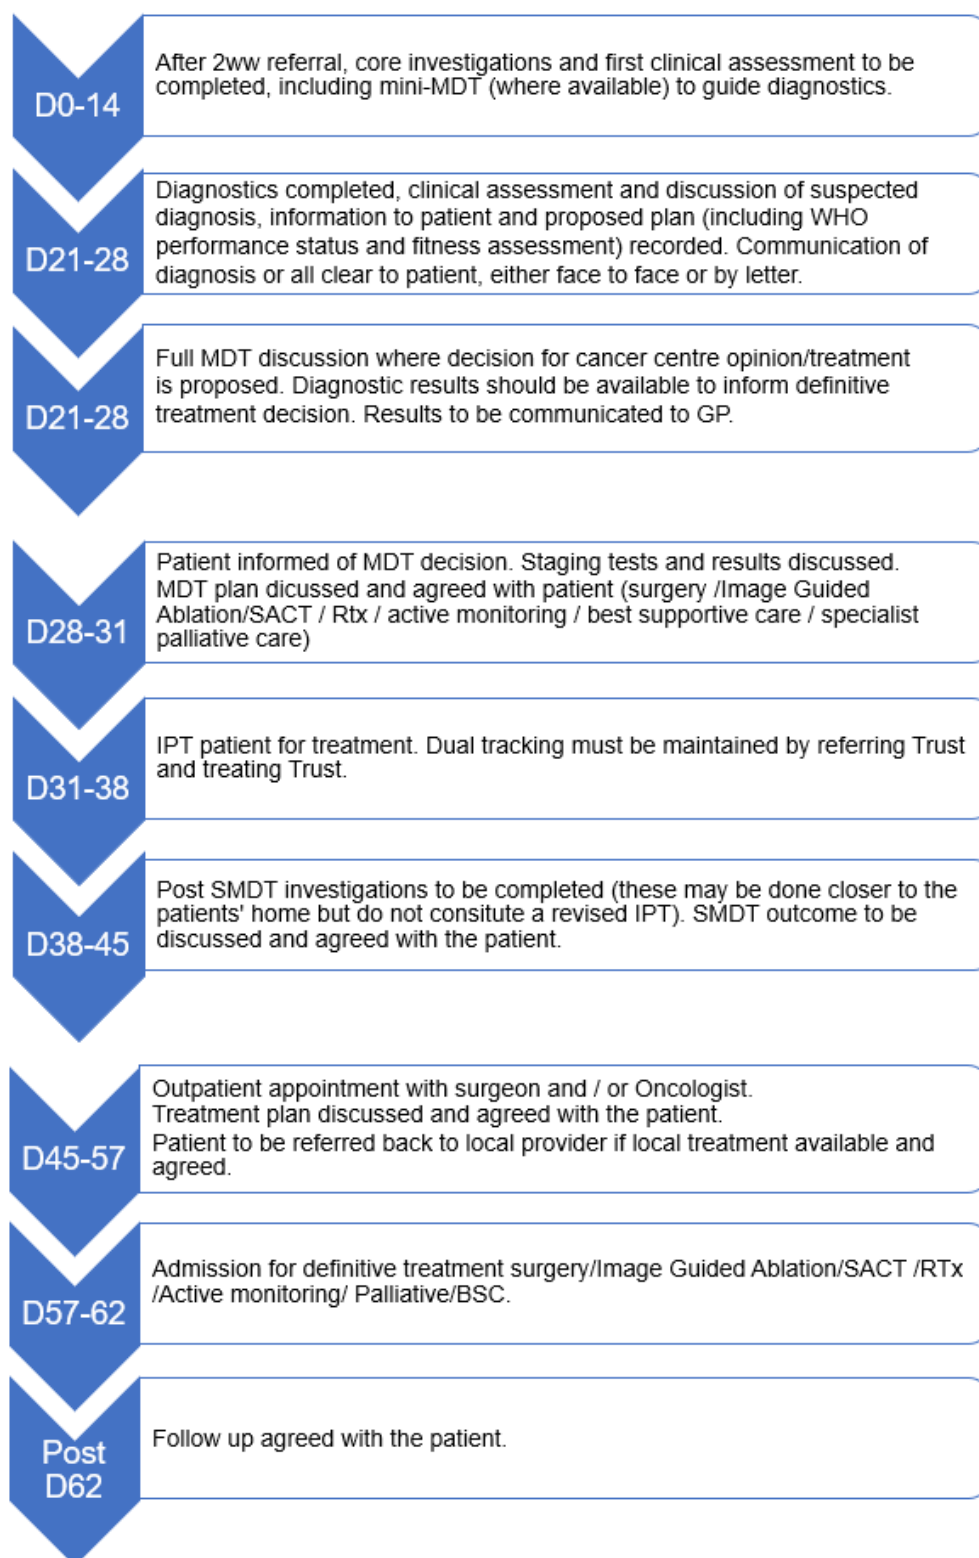 D0-14
After 2ww referral, core investigations and first clinical assessment to be
completed, including mini-MDT (where available) to guide diagnostics.
D21-28
Diagnostics completed, clinical assessment and discussion of suspected
diagnosis, information to patient and proposed plan (including WHO
performance status and fitness assessment) recorded. Communication of
diagnosis or all clear to patient, either face to face or by letter.
D21-28
Full MDT discussion where decision for cancer centre opinion/treatment
is proposed. Diagnostic results should be available to inform definitive
treatment decision. Results to be communicated to GP.
D28-31
Patient informed of MDT decision. Staging tests and results discussed.
MDT plan dicussed and agreed with patient (surgery /Image Guided
Ablation/SACT / Rtx / active monitoring / best supportive care / specialist
palliative care)
D31-38
IPT patient for treatment. Dual tracking must be maintained by referring Trust
and treating Trust.
D38-45
Post SMDT investigations to be completed (these may be done closer to the
patients' home but do not consitute a revised IPT). SMDT outcome to be
discussed and agreed with the patient.
D45-57
Outpatient appointment with surgeon and / or Oncologist.
Treatment plan discussed and agreed with the patient.
Patient to be referred back to local provider if local treatment available and
agreed.
D57-62
Admission for definitive treatment surgery/Image Guided Ablation/SACT /RTx
/Active monitoring/ Palliative/BSC.
Post
D62
Follow up agreed with the patient.